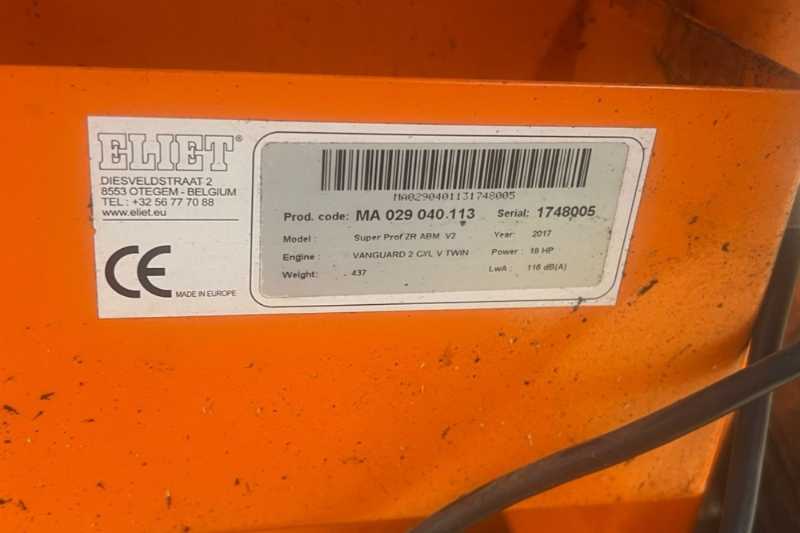 ELIET®
DIESVELDSTRAAT 2
8553 OTEGEM - BELGIUM
TEL : +32 56 77 70 88
www.eliet.eu
CE
MADE IN EUROPE
MA0290401131748005
Prod. code: MA 029 040.113 Serial: 1748005
Model : Super Prof ZR ABM V2 Year: 2017
Engine : VANGUARD 2 CYL V TWIN Power : 18 HP
Weight: 437 LwA : 116 dB(A)